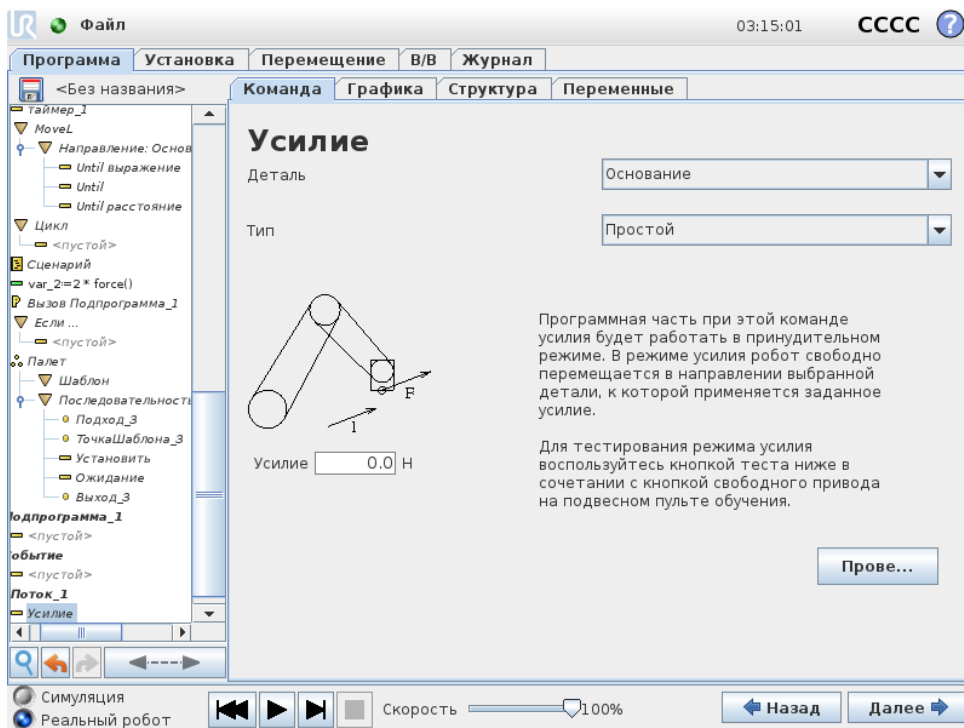 UR Файл 03:15:01 CCCC ?
Программа Установка Перемещение В/В Журнал
<Без названия> Команда Графика Структура Переменные
таймер_1
MoveL
Направление: Основ
Until выражение
Until
Until расстояние
Цикл
<пустой>
Сценарий
var_2:=2 * force()
Вызов Подпрограмма_1
Если ...
<пустой>
Палет
Шаблон
Последовательность
Подход_3
ТочкаШаблона_3
Установить
Ожидание
Выход_3
Подпрограмма_1
<пустой>
обытие
<пустой>
Поток_1
Усилие
Усилие
Деталь Основание
Тип Простой
F
1
Усилие 0.0 Н
Программная часть при этой команде
усилия будет работать в принудительном
режиме. В режиме усилия робот свободно
перемещается в направлении выбранной
детали, к которой применяется заданное
усилие.
Для тестирования режима усилия
воспользуйтесь кнопкой теста ниже в
сочетании с кнопкой свободного привода
на подвесном пульте обучения.
Прове...
Симуляция
Реальный робот
Скорость 100%
Назад Далее